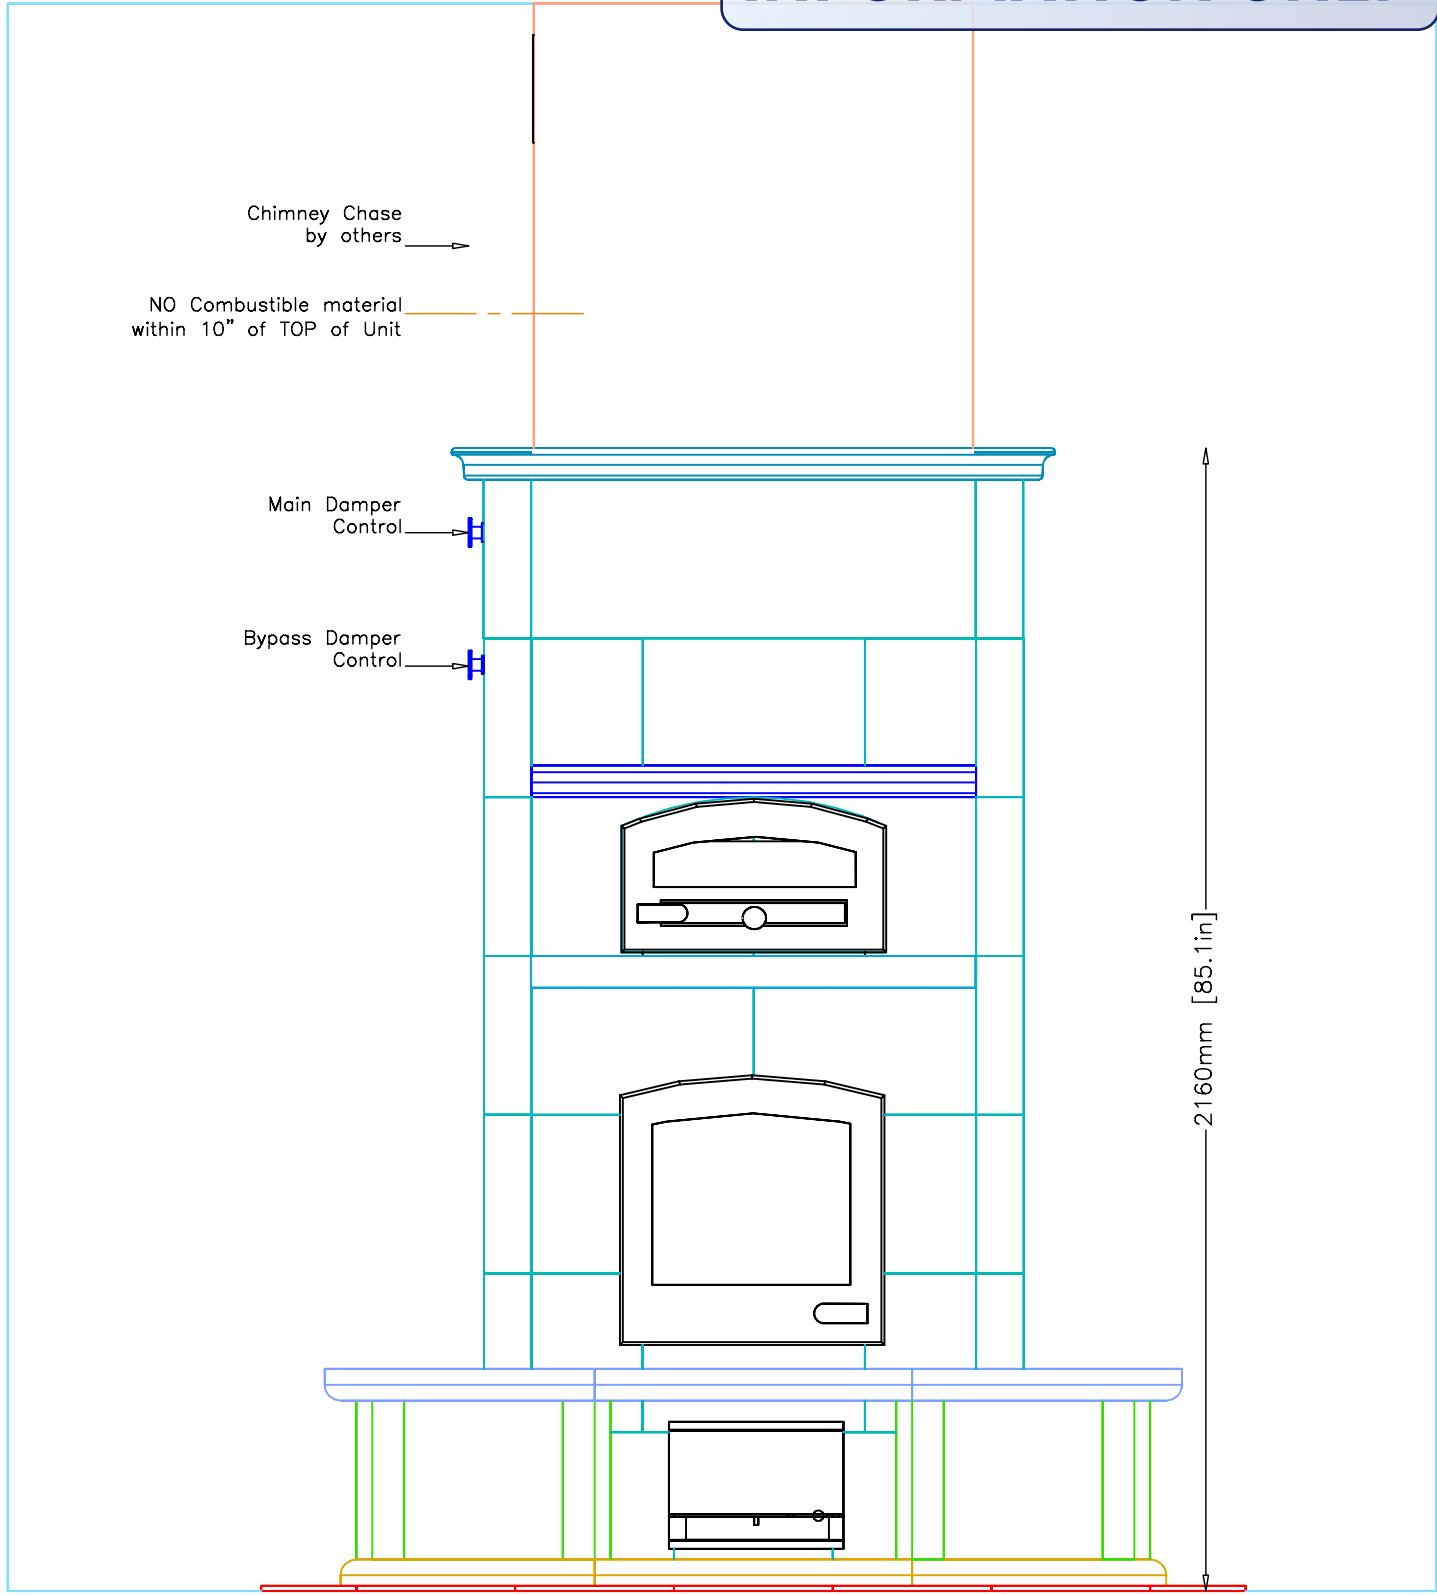 Chimney Chase
by others
NO Combustible material
within 10" of TOP of Unit
Main Damper
Control
Bypass Damper
Control
2160mm [85.1in]